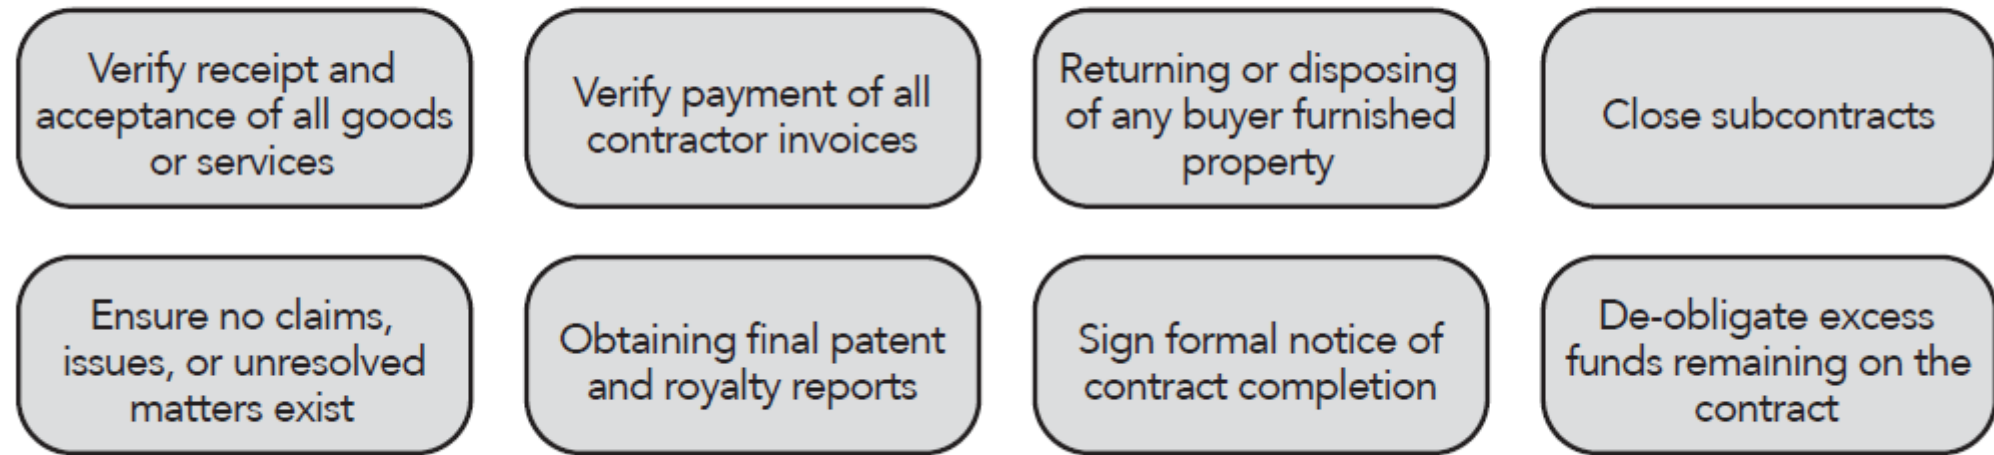 Verify receipt and
acceptance of all goods
or services
Verify payment of all
contractor invoices
Returning or disposing
of any buyer furnished
property
Close subcontracts
Ensure no claims,
issues, or unresolved
matters exist
Obtaining final patent
and royalty reports
Sign formal notice of
contract completion
De-obligate excess
funds remaining on the
contract